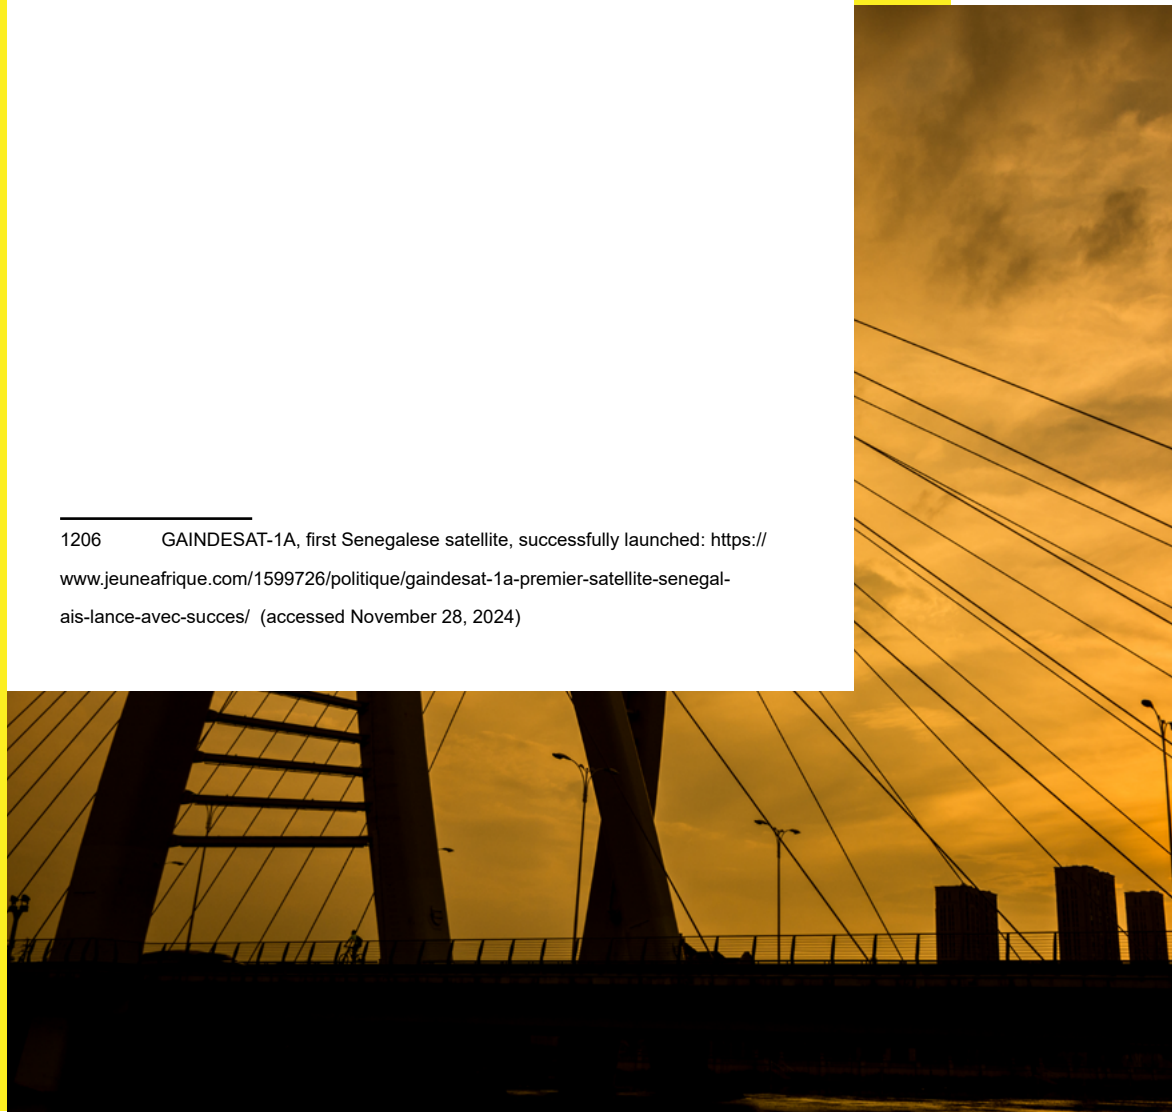 1206 GAINDESAT-1A, first Senegalese satellite, successfully launched: https://
www.jeuneafrique.com/1599726/politique/gaindesat-1a-premier-satellite-senegal-
ais-lance-avec-succes/ (accessed November 28, 2024)